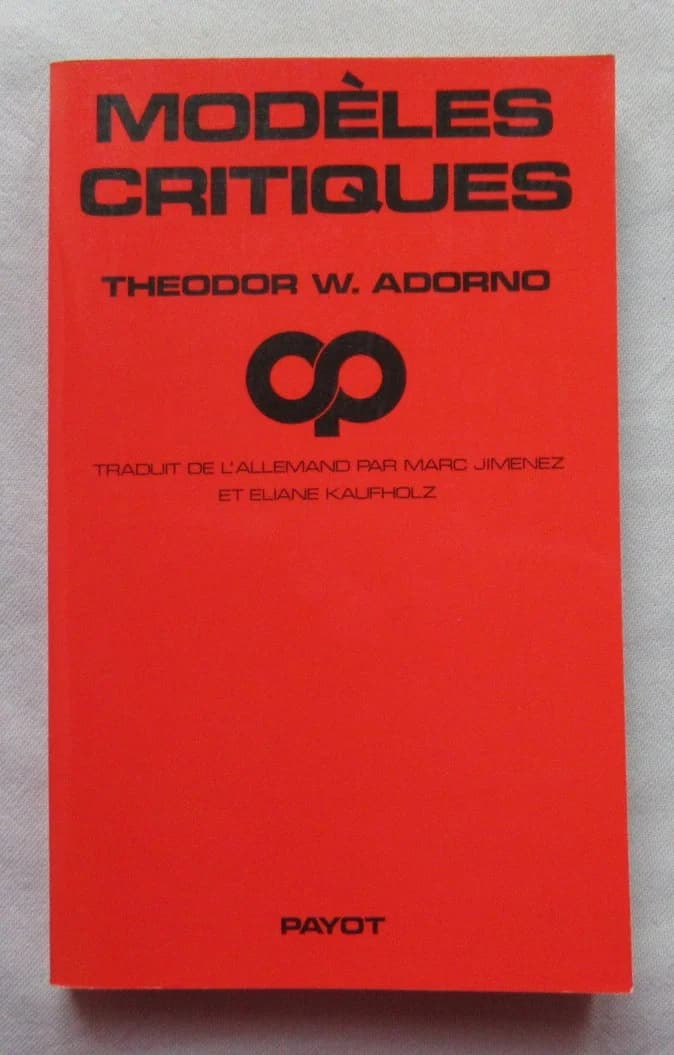 MODÈLES
CRITIQUES
THEODOR W. ADORNO
TRADUIT DE L'ALLEMAND PAR MARC JIMENEZ
ET ELIANE KAUFHOLZ
PAYOT